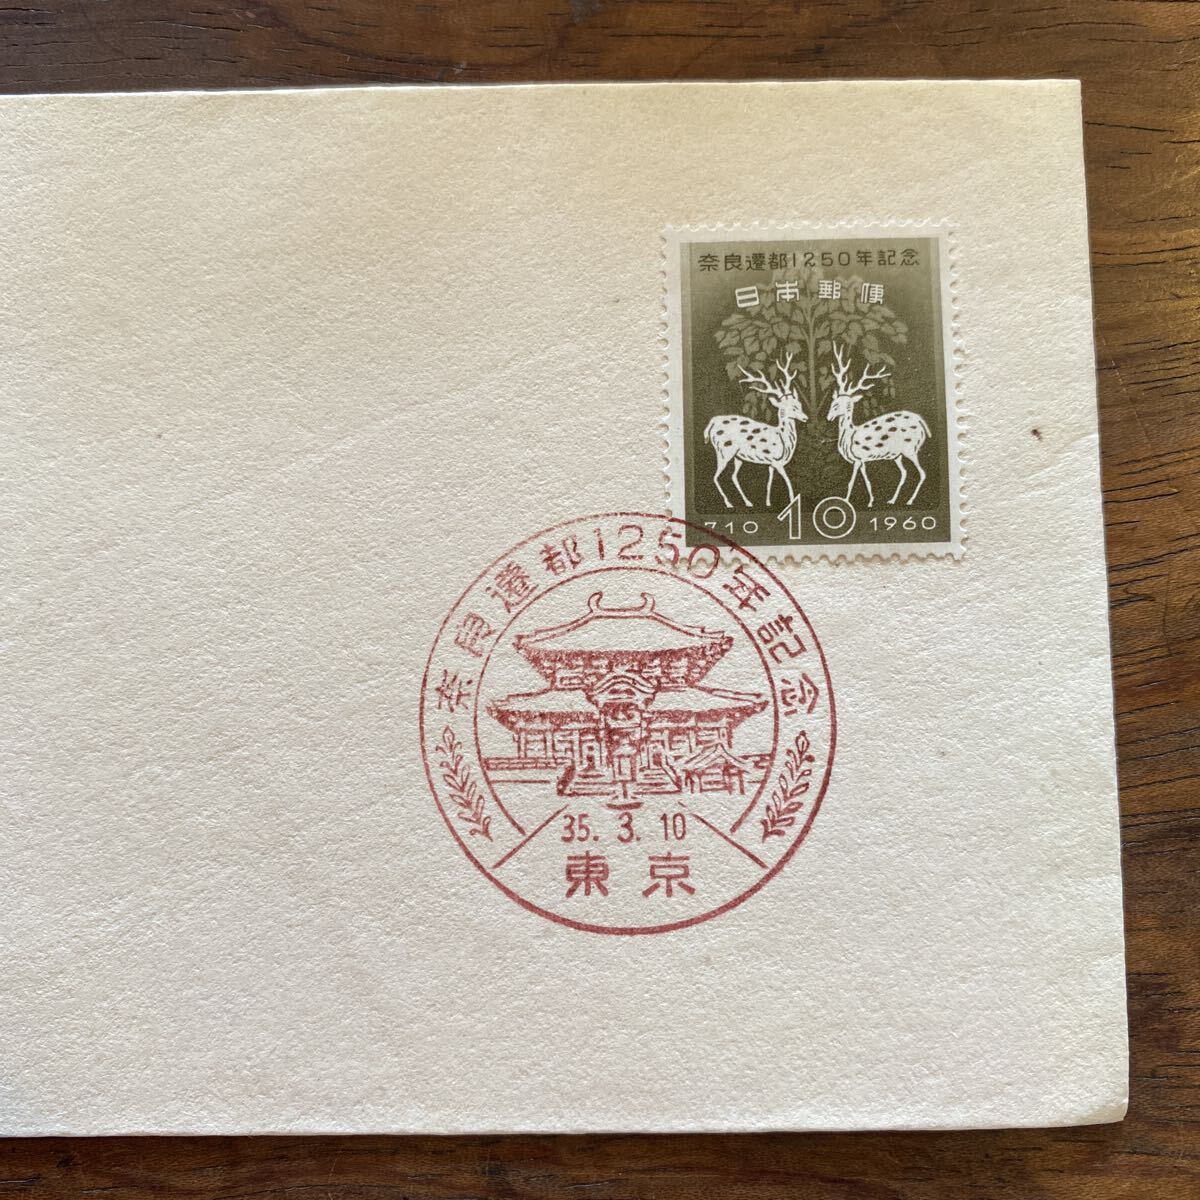 奈良遷都1250年記念
日本郵便
710 10 1960
奈良遷都1250年記念
35. 3. 10
東京